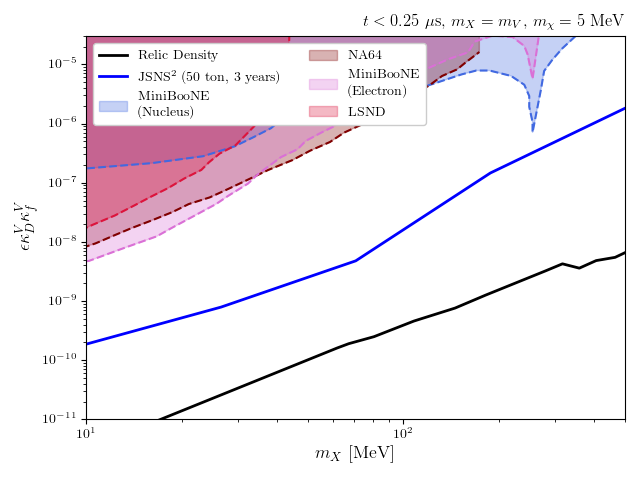 t < 0.25 μs, m_X = m_V, m_χ = 5 MeV
Relic Density
JSNS² (50 ton, 3 years)
MiniBooNE
(Nucleus)
NA64
MiniBooNE
(Electron)
LSND
10⁻⁵
10⁻⁶
10⁻⁷
10⁻⁸
10⁻⁹
10⁻¹⁰
10⁻¹¹
ϵκ_D^V κ_f^V
10¹
10²
m_X [MeV]